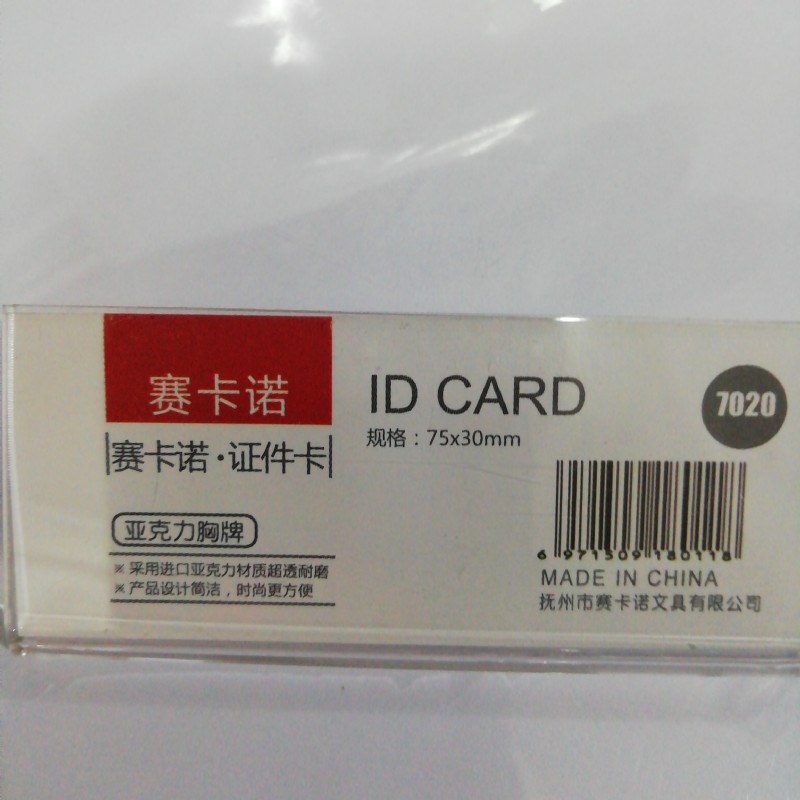 赛卡诺
赛卡诺·证件卡
亚克力胸牌
※ 采用进口亚克力材质超透耐磨
※ 产品设计简洁，时尚更方便
ID CARD
规格：75x30mm
7020
6 971509 180118
MADE IN CHINA
抚州市赛卡诺文具有限公司